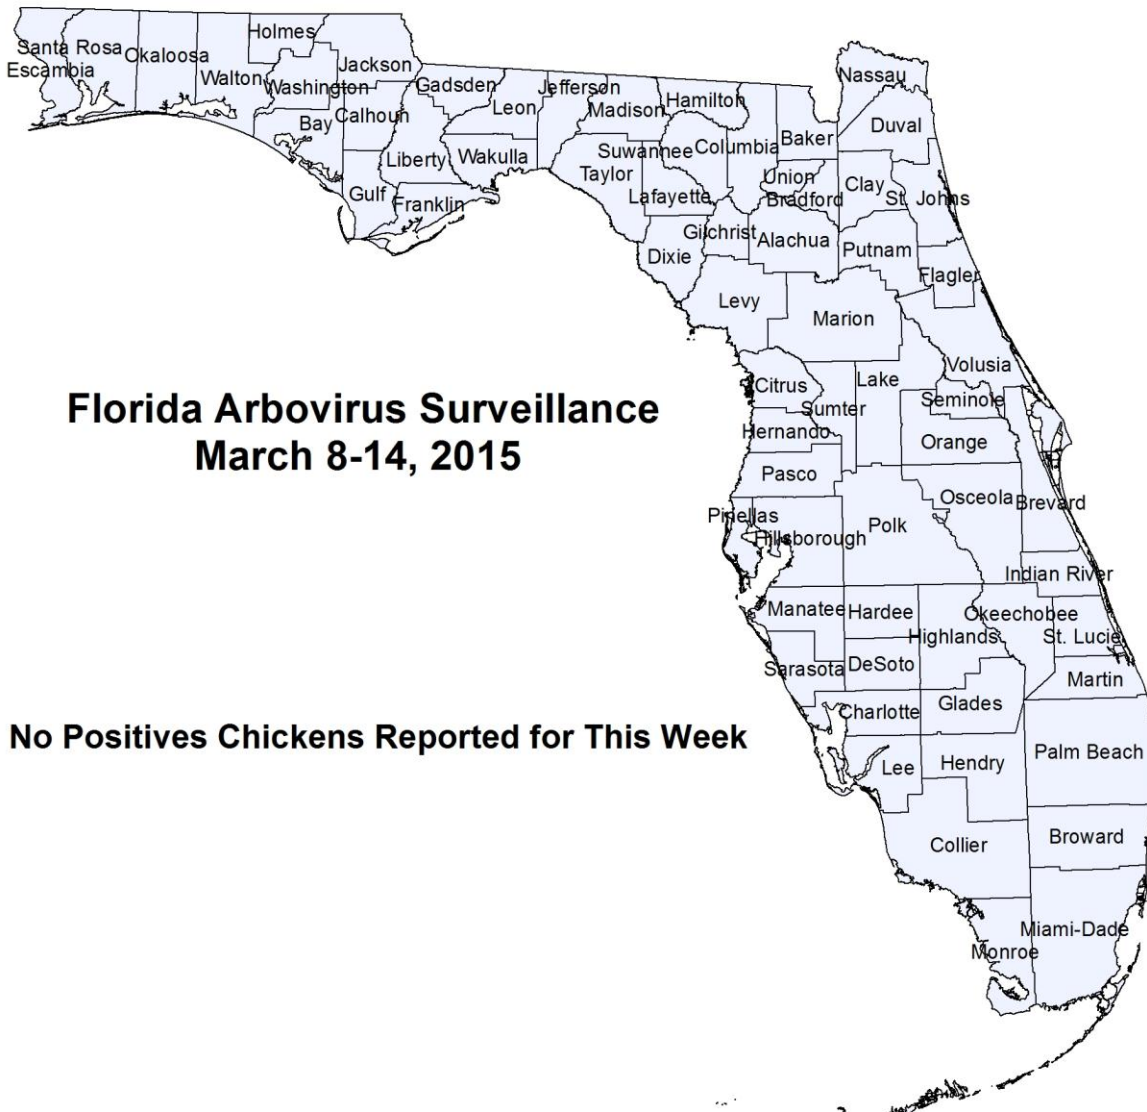 Holmes
Santa Rosa
Okaloosa
Escambia
Walton
Washington
Jackson
Bay
Calhoun
Gadsden
Liberty
Gulf
Franklin
Leon
Wakulla
Jefferson
Madison
Taylor
Hamilton
Suwannee
Lafayette
Columbia
Baker
Nassau
Duval
Union
Bradford
Clay
St. Johns
Gilchrist
Alachua
Putnam
Dixie
Flagler
Levy
Marion
Volusia
Citrus
Lake
Sumter
Seminole
Hernando
Orange
Pasco
Osceola
Brevard
Pinellas
Hillsborough
Polk
Indian River
Manatee
Hardee
Okeechobee
Highlands
St. Lucie
Sarasota
DeSoto
Martin
Charlotte
Glades
Lee
Hendry
Palm Beach
Collier
Broward
Miami-Dade
Monroe
Florida Arbovirus Surveillance
March 8-14, 2015
No Positives Chickens Reported for This Week